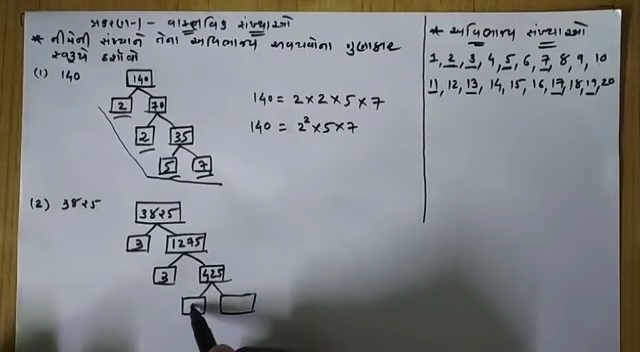 પ્રકરણ-1 - વાસ્તવિક સંખ્યાઓ
* નીચેની સંખ્યાને તેના અવિભાજ્ય અવયવોના ગુણાકાર
સ્વરૂપે દર્શાવો
(1) 140
140
2 70
2 35
5 7
140 = 2 × 2 × 5 × 7
140 = 2² × 5 × 7
(2) 3825
3825
3 1275
3 425
* અવિભાજ્ય સંખ્યાઓ
1, 2, 3, 4, 5, 6, 7, 8, 9, 10
11, 12, 13, 14, 15, 16, 17, 18, 19, 20